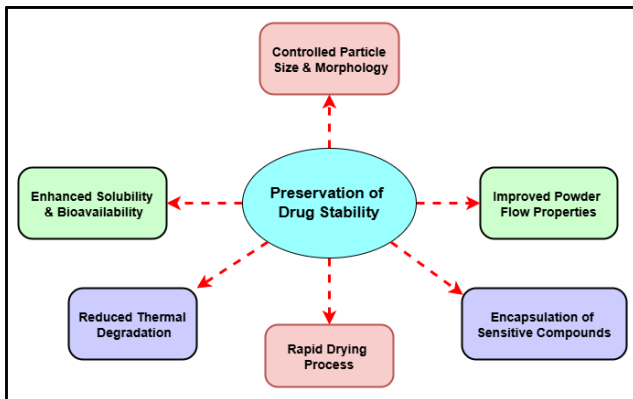 Controlled Particle
Size & Morphology
Enhanced Solubility
& Bioavailability
Preservation of
Drug Stability
Improved Powder
Flow Properties
Reduced Thermal
Degradation
Rapid Drying
Process
Encapsulation of
Sensitive Compounds